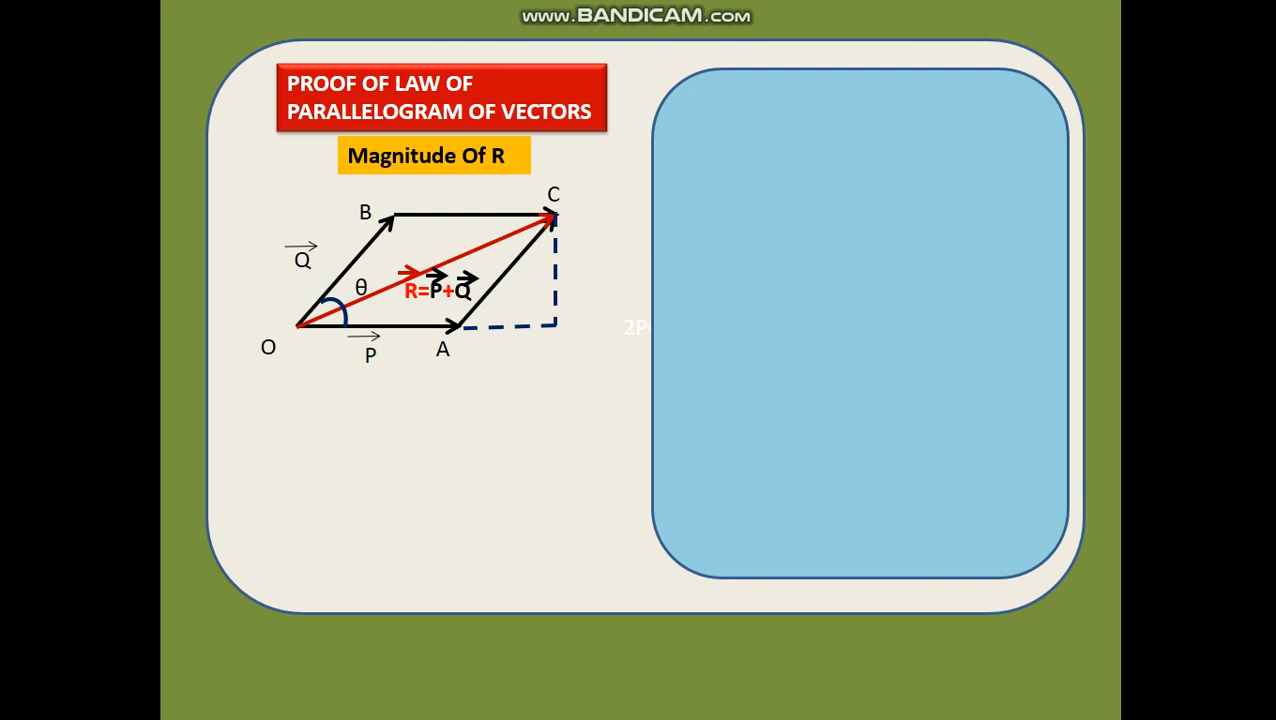 WWW.BANDICAM.COM
PROOF OF LAW OF
PARALLELOGRAM OF VECTORS
Magnitude Of R
C
B
Q
θ
R=P+Q
O
P
A